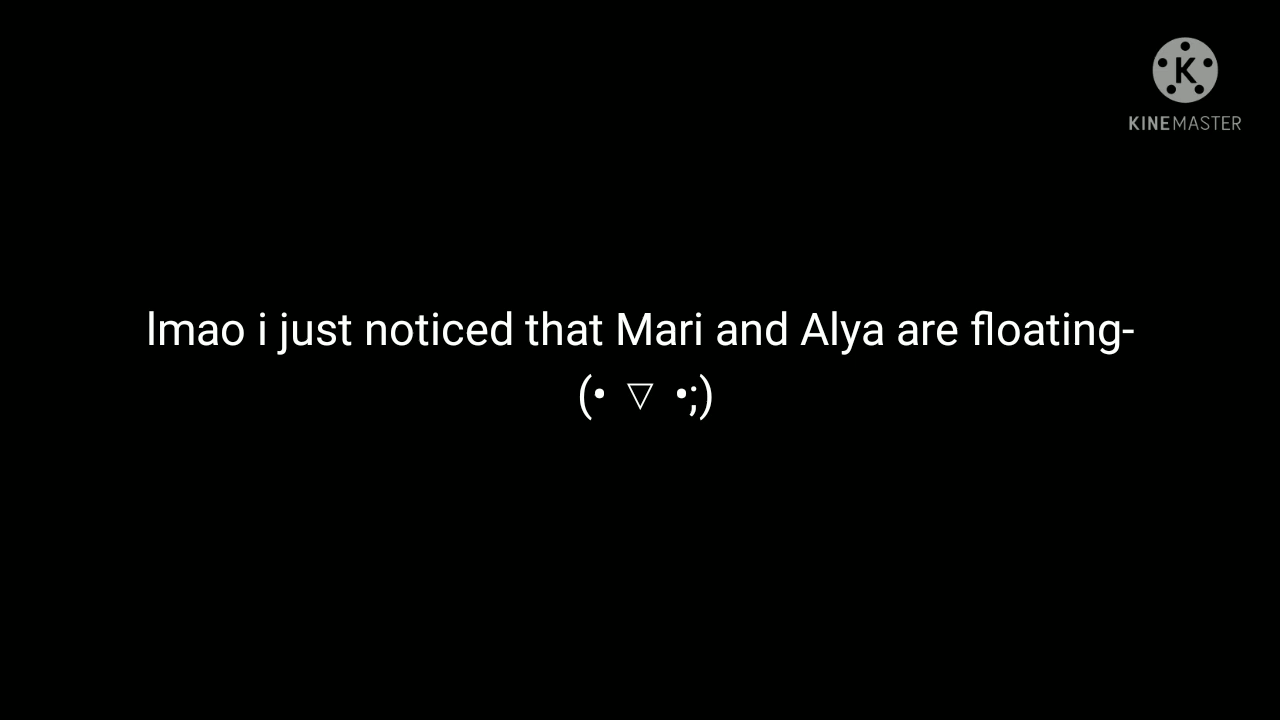 KINEMASTER
lmao i just noticed that Mari and Alya are floating-
(• ▽ •;)